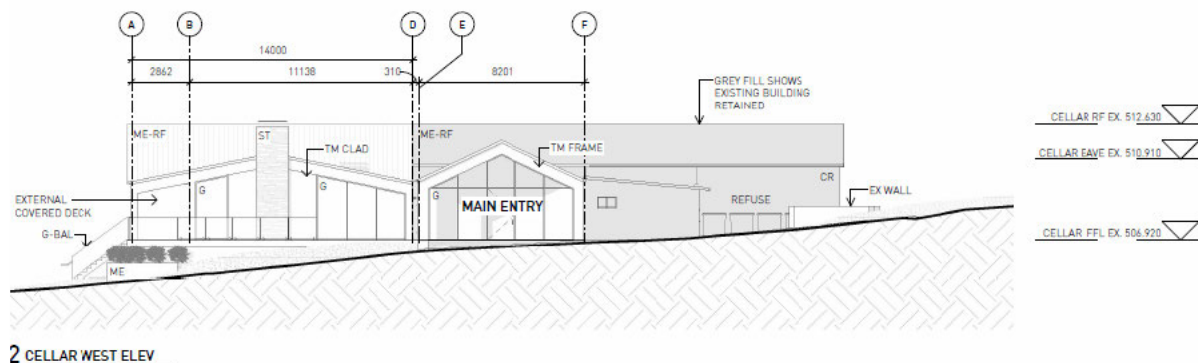 A B D E F
14000
2862 11138 310 8201
GREY FILL SHOWS
EXISTING BUILDING
RETAINED
CELLAR RF EX. 512.630
ME-RF ST ME-RF
TM CLAD TM FRAME
CELLAR EAVE EX. 510.910
CR
G G G
EX WALL
EXTERNAL
COVERED DECK
MAIN ENTRY
REFUSE
G-BAL
CELLAR FFL EX. 506.920
ME
2 CELLAR WEST ELEV